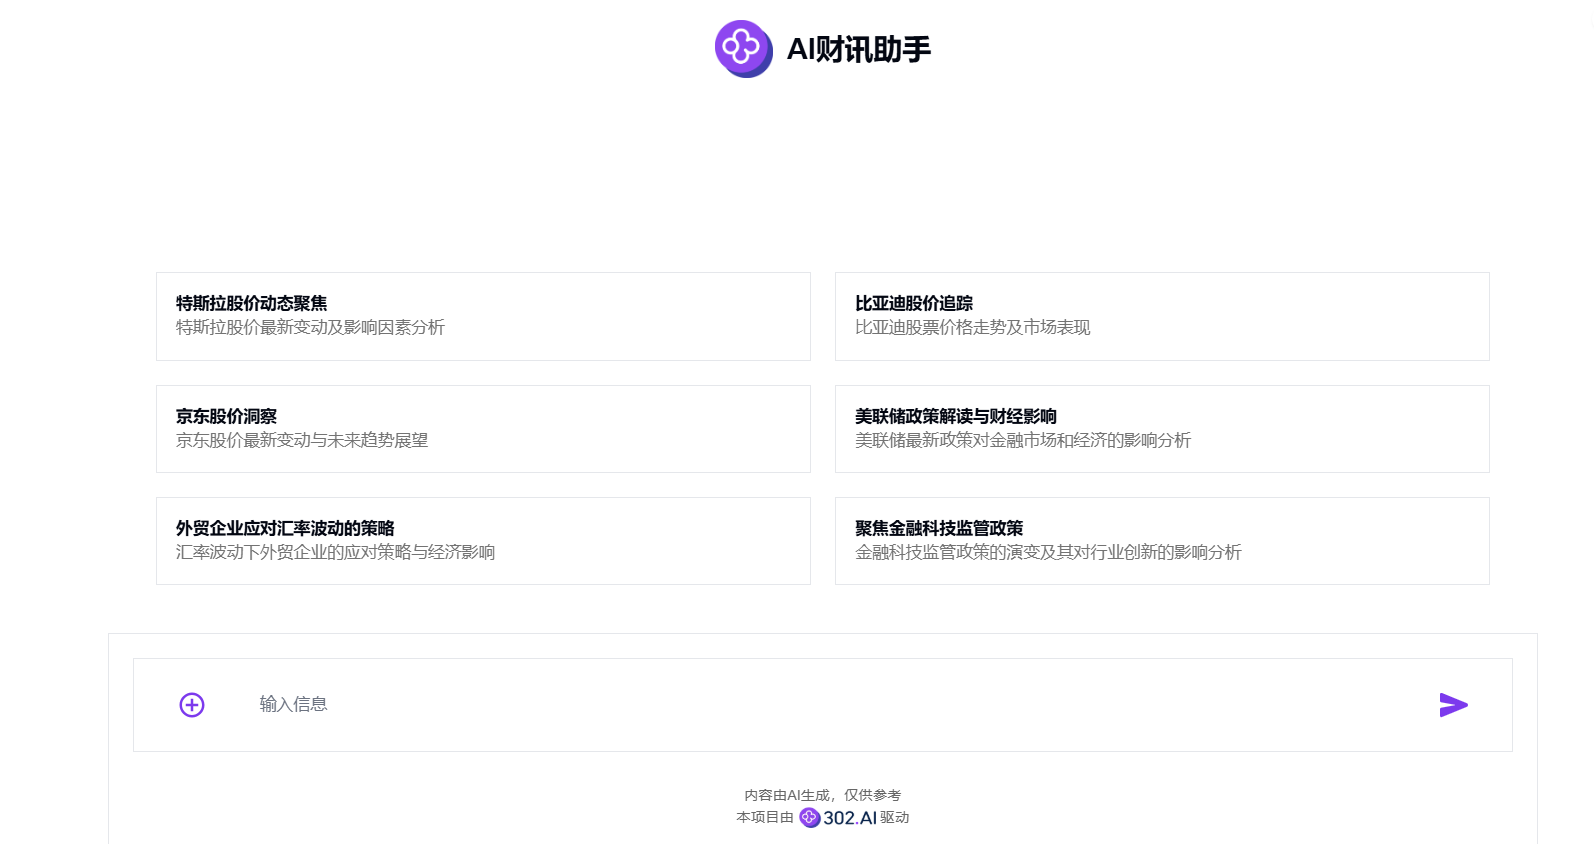 AI财讯助手
特斯拉股价动态聚焦
特斯拉股价最新变动及影响因素分析
比亚迪股价追踪
比亚迪股票价格走势及市场表现
京东股价洞察
京东股价最新变动与未来趋势展望
美联储政策解读与财经影响
美联储最新政策对金融市场和经济的影响分析
外贸企业应对汇率波动的策略
汇率波动下外贸企业的应对策略与经济影响
聚焦金融科技监管政策
金融科技监管政策的演变及其对行业创新的影响分析
输入信息
内容由AI生成，仅供参考
本项目由 302.AI 驱动